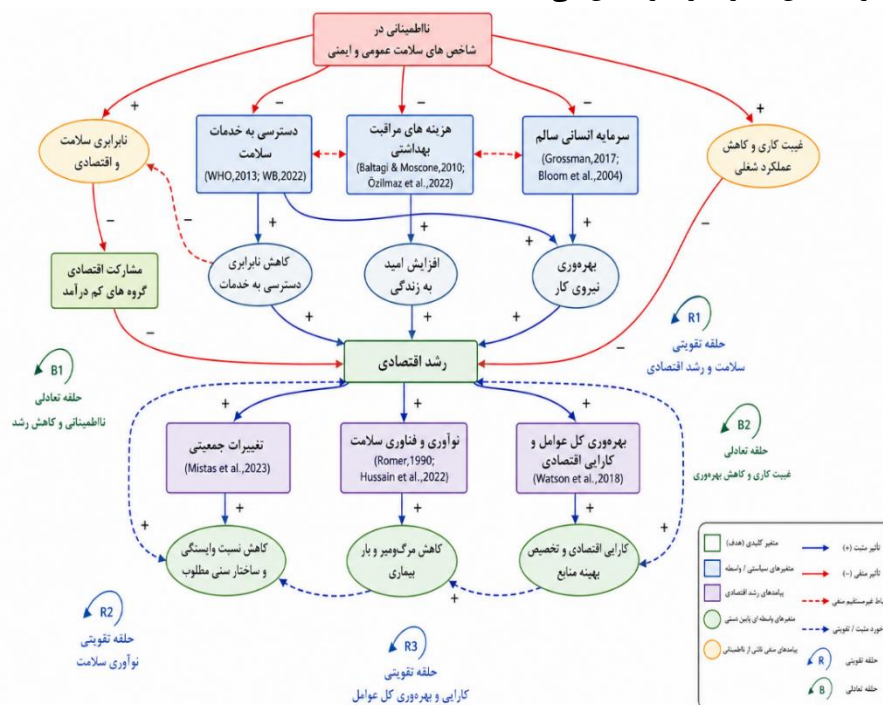 نااطمینانی در
شاخص های سلامت عمومی و ایمنی
+
−
−
−
+
نابرابری سلامت
و اقتصادی
دسترسی به خدمات
سلامت
(WHO,2013; WB,2022)
هزینه های مراقبت
بهداشتی
(Baltagi & Moscone,2010;
Özilmaz et al.,2022)
سرمایه انسانی سالم
(Grossman,2017;
Bloom et al.,2004)
غیبت کاری و کاهش
عملکرد شغلی
−
−
+
+
+
+
−
مشارکت اقتصادی
گروه های کم درآمد
کاهش نابرابری
دسترسی به خدمات
افزایش امید
به زندگی
بهره‌وری
نیروی کار
−
+
+
+
−
R1
حلقه تقویتی
سلامت و رشد اقتصادی
B1
حلقه تعادلی
نااطمینانی و کاهش رشد
رشد اقتصادی
B2
حلقه تعادلی
غیبت کاری و کاهش بهره‌وری
+
+
+
تغییرات جمعیتی
(Mistas et al.,2023)
نوآوری و فناوری سلامت
(Romer,1990;
Hussain et al.,2022)
بهره‌وری کل عوامل و
کارایی اقتصادی
(Watson et al.,2018)
+
+
+
+
+
کاهش نسبت وابستگی
و ساختار سنی مطلوب
کاهش مرگ‌ومیر و بار
بیماری
کارایی اقتصادی و تخصیص
بهینه منابع
+
R2
حلقه تقویتی
نوآوری سلامت
R3
حلقه تقویتی
کارایی و بهره‌وری کل عوامل
متغیر کلیدی (هدف)
تأثیر مثبت (+)
متغیرهای سیاستی / واسطه
تأثیر منفی (−)
پیامدهای رشد اقتصادی
باط غیرمستقیم منفی
متغیرهای واسطه ای پایین دستی
خورد مثبت / تقویتی
پیامدهای منفی ناشی از نااطمینانی
R
حلقه تقویتی
B
حلقه تعادلی